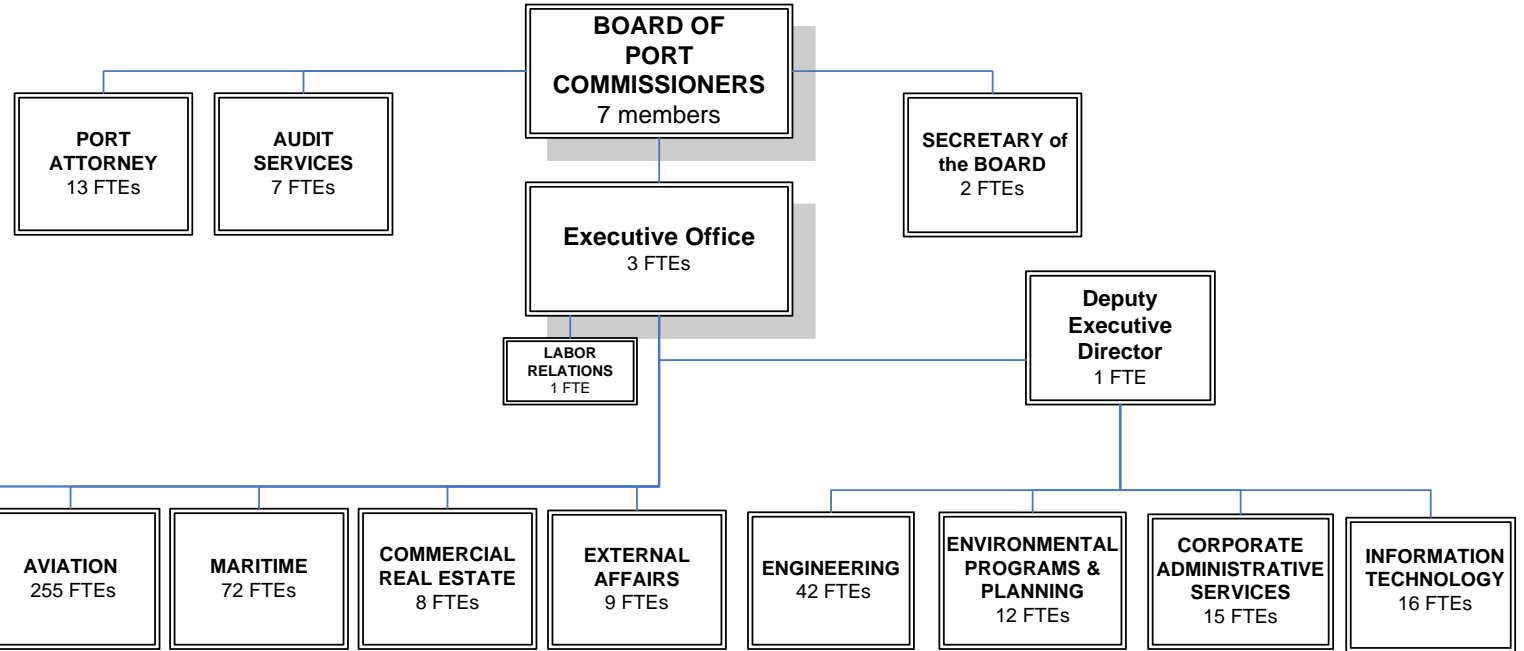 BOARD OF
PORT
COMMISSIONERS
7 members
PORT
ATTORNEY
13 FTEs
AUDIT
SERVICES
7 FTEs
SECRETARY of
the BOARD
2 FTEs
Executive Office
3 FTEs
Deputy
Executive
Director
1 FTE
LABOR
RELATIONS
1 FTE
AVIATION
255 FTEs
MARITIME
72 FTEs
COMMERCIAL
REAL ESTATE
8 FTEs
EXTERNAL
AFFAIRS
9 FTEs
ENGINEERING
42 FTEs
ENVIRONMENTAL
PROGRAMS &
PLANNING
12 FTEs
CORPORATE
ADMINISTRATIVE
SERVICES
15 FTEs
INFORMATION
TECHNOLOGY
16 FTEs